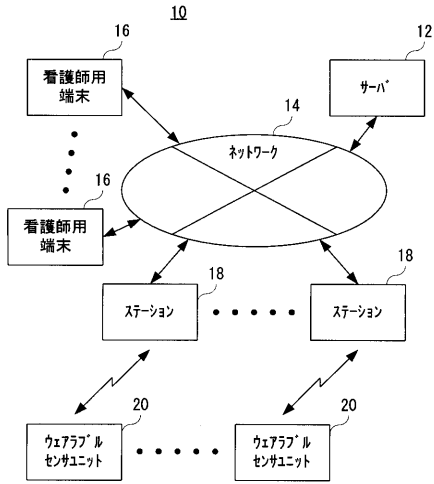 10
16
看護師用
端末
12
ｻｰﾊﾞ
14
ﾈｯﾄﾜｰｸ
16
看護師用
端末
18
ｽﾃｰｼｮﾝ
18
ｽﾃｰｼｮﾝ
20
ｳｪｱﾗﾌﾞﾙ
ｾﾝｻﾕﾆｯﾄ
20
ｳｪｱﾗﾌﾞﾙ
ｾﾝｻﾕﾆｯﾄ